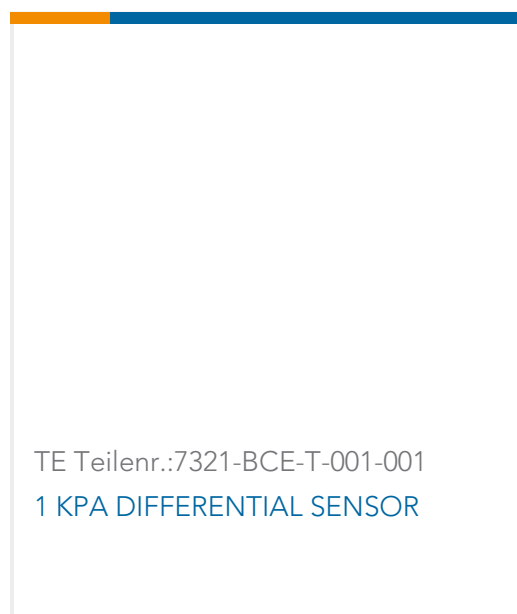 TE Teilenr.:7321-BCE-T-001-001
1 KPA DIFFERENTIAL SENSOR